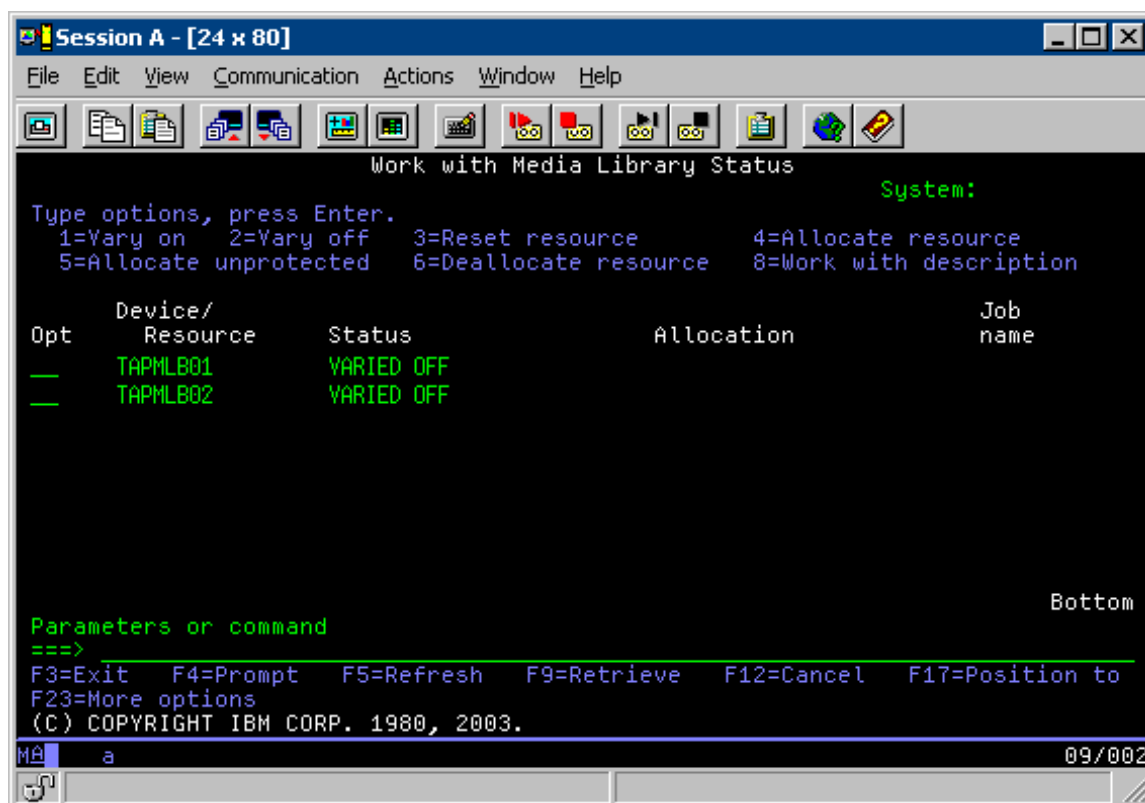 Session A - [24 x 80]
File Edit View Communication Actions Window Help
Work with Media Library Status
System:
Type options, press Enter.
1=Vary on 2=Vary off 3=Reset resource 4=Allocate resource
5=Allocate unprotected 6=Deallocate resource 8=Work with description
Device/ Job
Opt Resource Status Allocation name
__ TAPMLB01 VARIED OFF
__ TAPMLB02 VARIED OFF
Bottom
Parameters or command
===>
F3=Exit F4=Prompt F5=Refresh F9=Retrieve F12=Cancel F17=Position to
F23=More options
(C) COPYRIGHT IBM CORP. 1980, 2003.
MA a 09/002